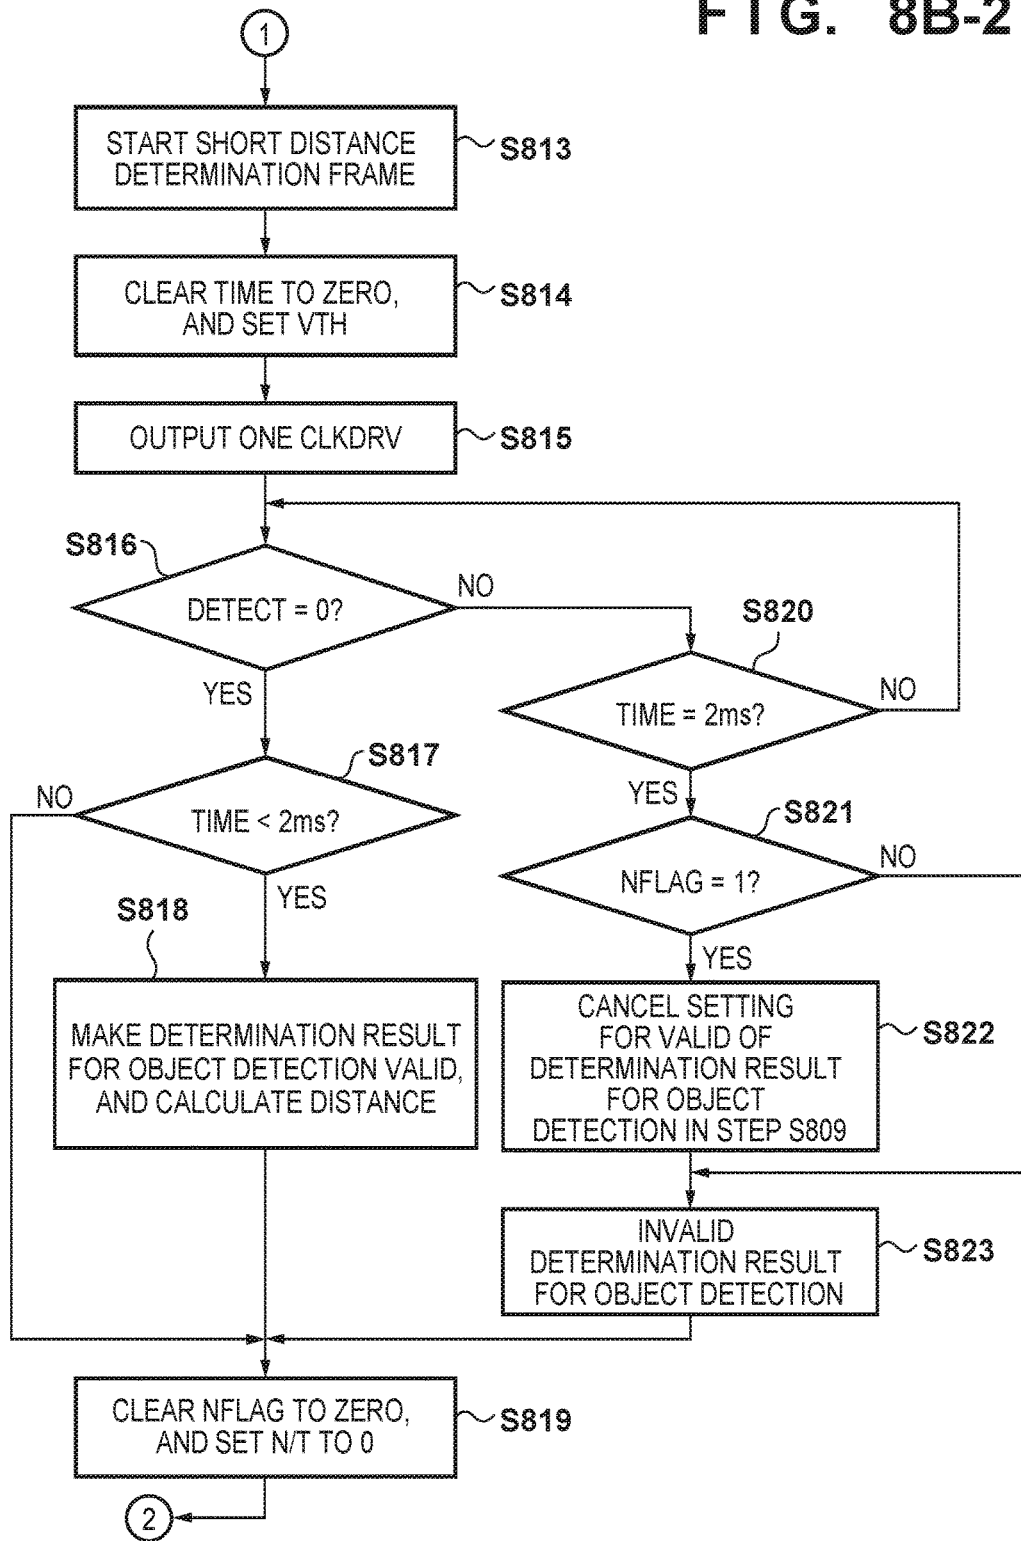 FIG. 8B-2
1
START SHORT DISTANCE
DETERMINATION FRAME
S813
CLEAR TIME TO ZERO,
AND SET VTH
S814
OUTPUT ONE CLKDRV
S815
S816
DETECT = 0?
NO
YES
S820
TIME = 2ms?
NO
YES
S817
TIME < 2ms?
NO
YES
S821
NFLAG = 1?
NO
YES
S818
MAKE DETERMINATION RESULT
FOR OBJECT DETECTION VALID,
AND CALCULATE DISTANCE
CANCEL SETTING
FOR VALID OF
DETERMINATION RESULT
FOR OBJECT
DETECTION IN STEP S809
S822
INVALID
DETERMINATION RESULT
FOR OBJECT DETECTION
S823
CLEAR NFLAG TO ZERO,
AND SET N/T TO 0
S819
2